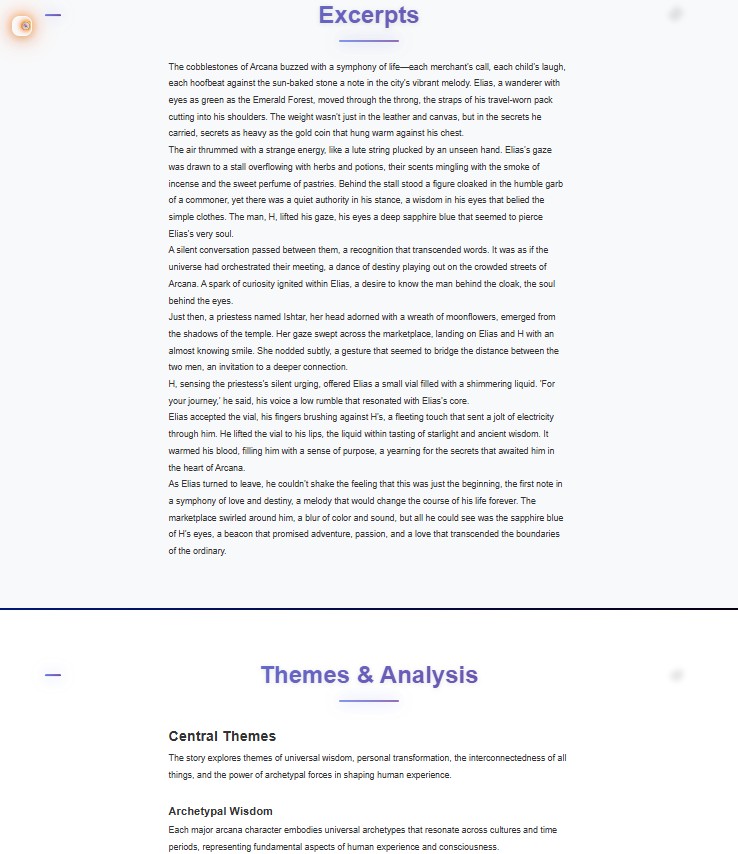 Excerpts
The cobblestones of Arcana buzzed with a symphony of life—each merchant's call, each child's laugh,
each hoofbeat against the sun-baked stone a note in the city's vibrant melody. Elias, a wanderer with
eyes as green as the Emerald Forest, moved through the throng, the straps of his travel-worn pack
cutting into his shoulders. The weight wasn't just in the leather and canvas, but in the secrets he
carried, secrets as heavy as the gold coin that hung warm against his chest.
The air thrummed with a strange energy, like a lute string plucked by an unseen hand. Elias's gaze
was drawn to a stall overflowing with herbs and potions, their scents mingling with the smoke of
incense and the sweet perfume of pastries. Behind the stall stood a figure cloaked in the humble garb
of a commoner, yet there was a quiet authority in his stance, a wisdom in his eyes that belied the
simple clothes. The man, H, lifted his gaze, his eyes a deep sapphire blue that seemed to pierce
Elias's very soul.
A silent conversation passed between them, a recognition that transcended words. It was as if the
universe had orchestrated their meeting, a dance of destiny playing out on the crowded streets of
Arcana. A spark of curiosity ignited within Elias, a desire to know the man behind the cloak, the soul
behind the eyes.
Just then, a priestess named Ishtar, her head adorned with a wreath of moonflowers, emerged from
the shadows of the temple. Her gaze swept across the marketplace, landing on Elias and H with an
almost knowing smile. She nodded subtly, a gesture that seemed to bridge the distance between the
two men, an invitation to a deeper connection.
H, sensing the priestess's silent urging, offered Elias a small vial filled with a shimmering liquid. 'For
your journey,' he said, his voice a low rumble that resonated with Elias's core.
Elias accepted the vial, his fingers brushing against H's, a fleeting touch that sent a jolt of electricity
through him. He lifted the vial to his lips, the liquid within tasting of starlight and ancient wisdom. It
warmed his blood, filling him with a sense of purpose, a yearning for the secrets that awaited him in
the heart of Arcana.
As Elias turned to leave, he couldn't shake the feeling that this was just the beginning, the first note in
a symphony of love and destiny, a melody that would change the course of his life forever. The
marketplace swirled around him, a blur of color and sound, but all he could see was the sapphire blue
of H's eyes, a beacon that promised adventure, passion, and a love that transcended the boundaries
of the ordinary.
Themes & Analysis
Central Themes
The story explores themes of universal wisdom, personal transformation, the interconnectedness of all
things, and the power of archetypal forces in shaping human experience.
Archetypal Wisdom
Each major arcana character embodies universal archetypes that resonate across cultures and time
periods, representing fundamental aspects of human experience and consciousness.